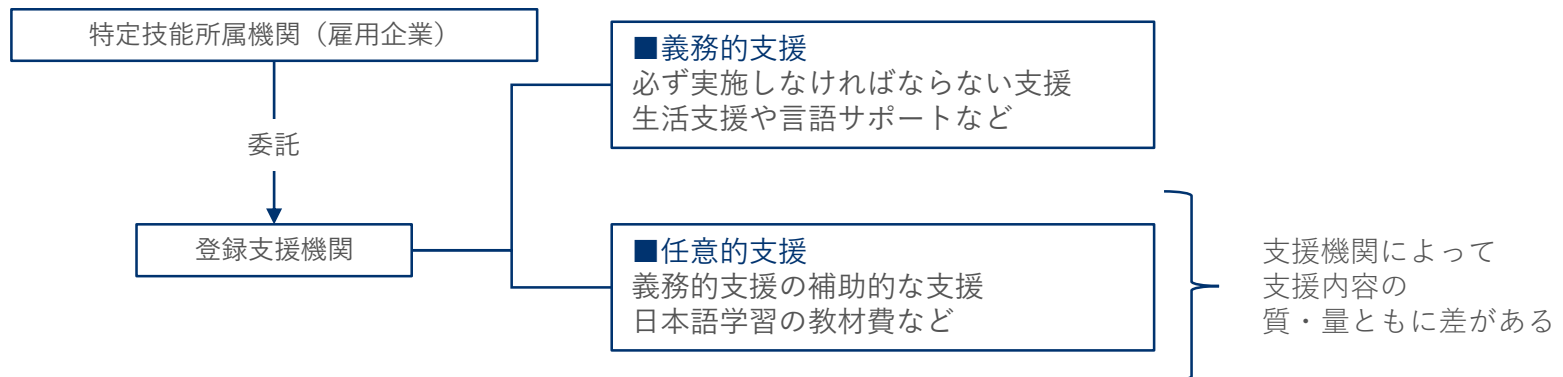 特定技能所属機関（雇用企業）
委託
登録支援機関
■義務的支援
必ず実施しなければならない支援
生活支援や言語サポートなど
■任意的支援
義務的支援の補助的な支援
日本語学習の教材費など
支援機関によって
支援内容の
質・量ともに差がある